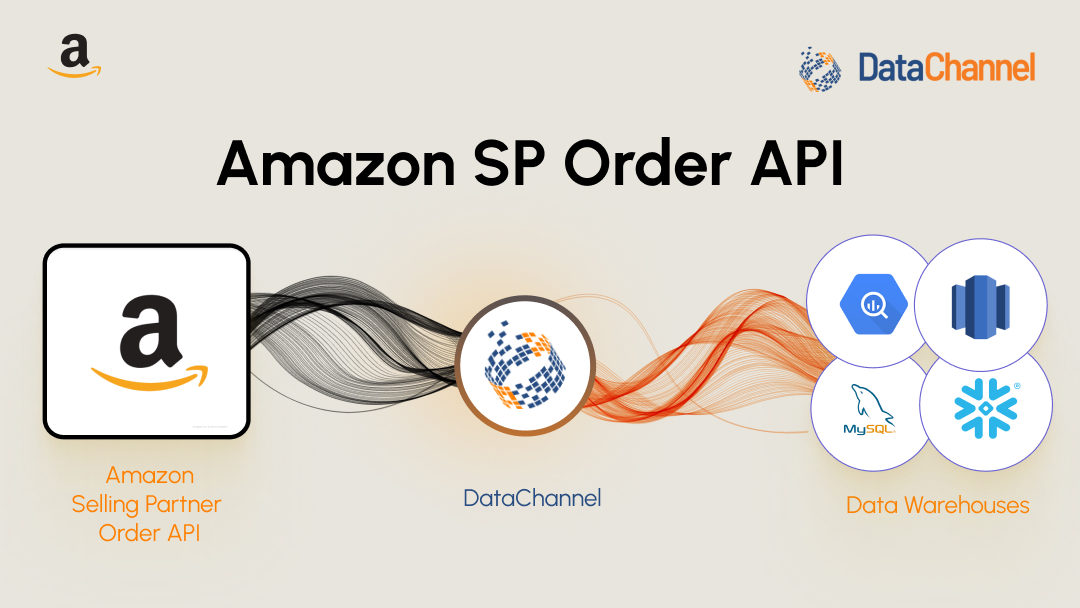 a
DataChannel
Amazon SP Order API
a
MySQL
®
Amazon
Selling Partner
Order API
DataChannel
Data Warehouses